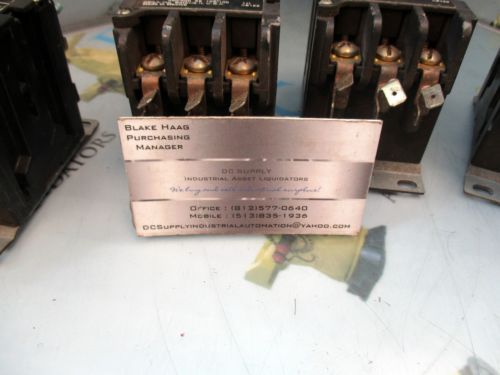 Blake Haag
Purchasing
Manager
DC Supply
Industrial Asset Liquidators
We buy and sell industrial surplus!
Office : (812)577-0640
Mobile : (513)835-1936
DCSupplyindustrialautomation@yahoo.com